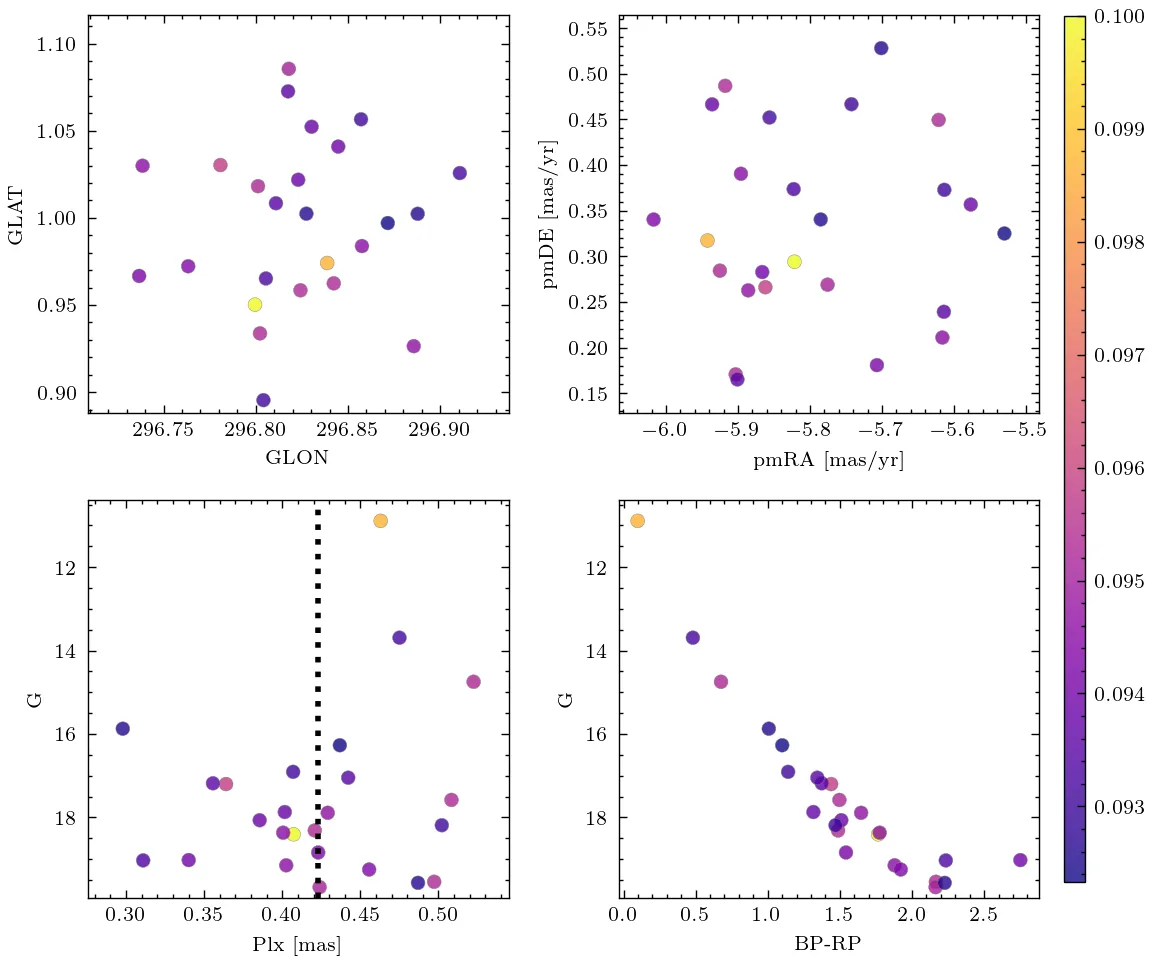 1.10
1.05
1.00
0.95
0.90
GLAT
296.75 296.80 296.85 296.90
GLON
0.55
0.50
0.45
0.40
0.35
0.30
0.25
0.20
0.15
pmDE [mas/yr]
−6.0 −5.9 −5.8 −5.7 −5.6 −5.5
pmRA [mas/yr]
12
14
16
18
G
0.30 0.35 0.40 0.45 0.50
Plx [mas]
12
14
16
18
G
0.0 0.5 1.0 1.5 2.0 2.5
BP-RP
0.100
0.099
0.098
0.097
0.096
0.095
0.094
0.093